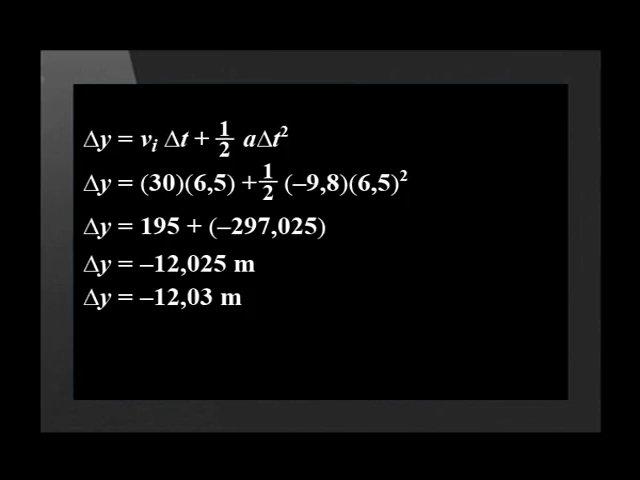 Δy = vᵢ Δt + 1/2 aΔt²
Δy = (30)(6,5) + 1/2 (–9,8)(6,5)²
Δy = 195 + (–297,025)
Δy = –12,025 m
Δy = –12,03 m